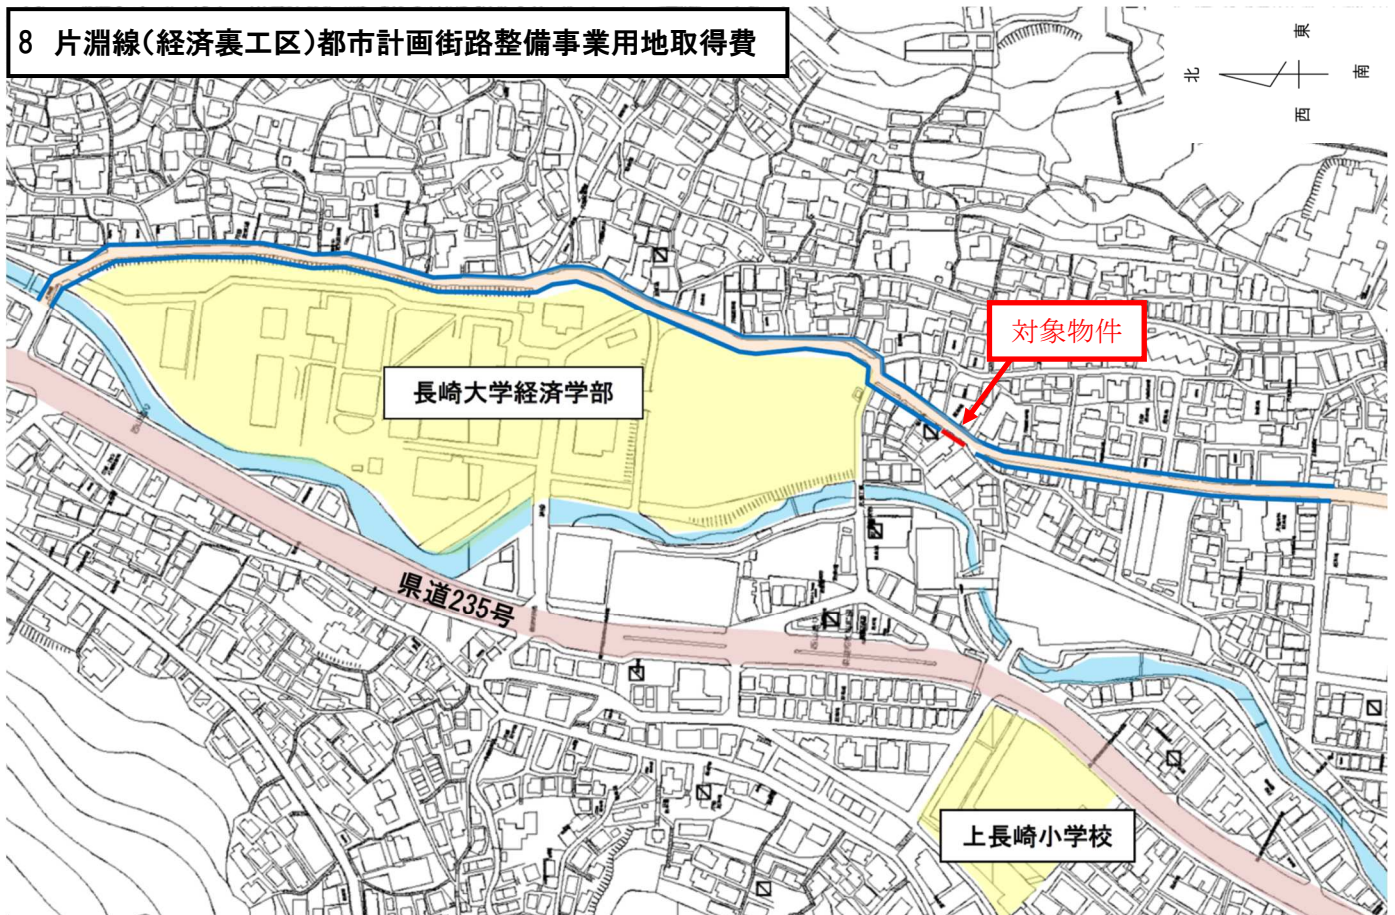 8 片淵線(経済裏工区)都市計画街路整備事業用地取得費
東
北
南
西
対象物件
長崎大学経済学部
県道235号
上長崎小学校